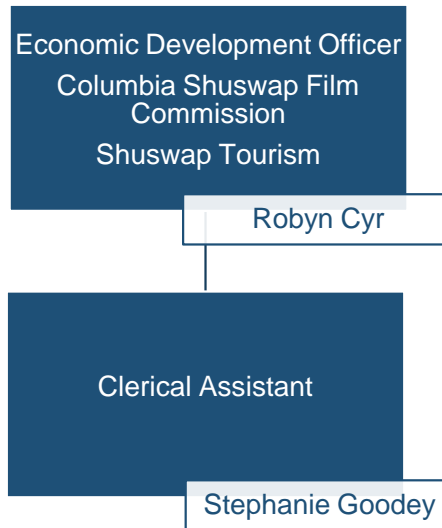 Economic Development Officer
Columbia Shuswap Film
Commission
Shuswap Tourism
Robyn Cyr
Clerical Assistant
Stephanie Goodey